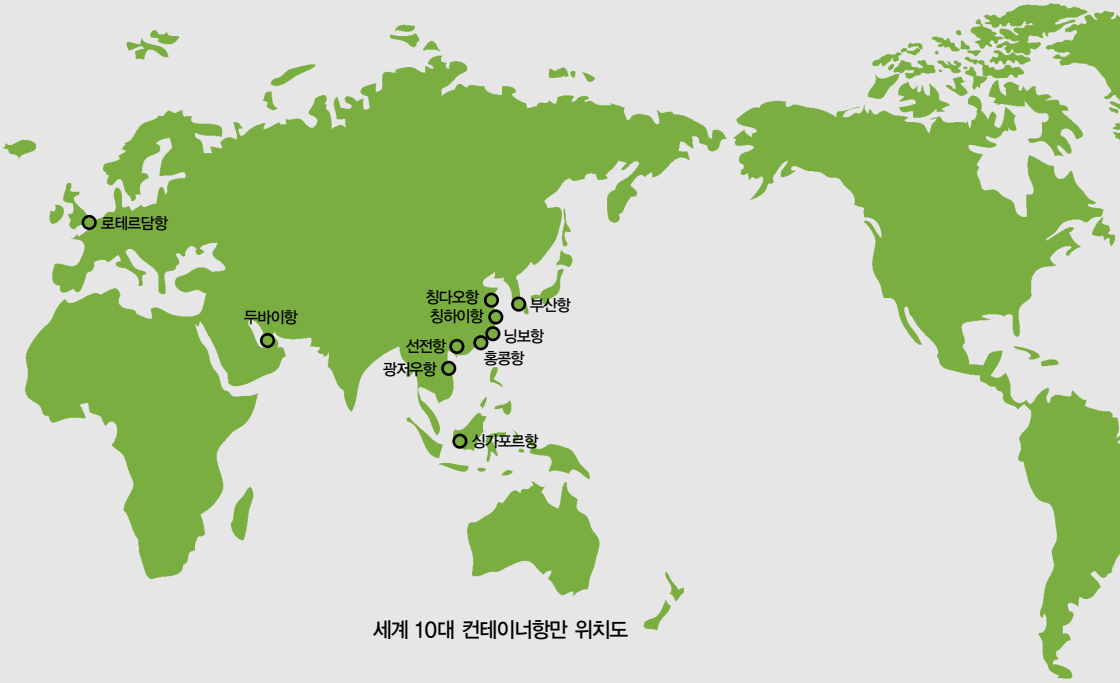 로테르담항
두바이항
칭다오항
부산항
칭하이항
닝보항
선전항
홍콩항
광저우항
싱가포르항
세계 10대 컨테이너항만 위치도